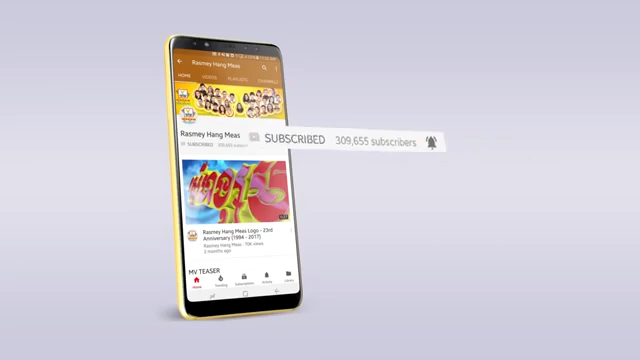 Rasmey Hang Meas
HOME VIDEOS PLAYLISTS CHANNELS
Rasmey Hang Meas
SUBSCRIBED 309,655 subscribers
SUBSCRIBED 309,655
Rasmey Hang Meas Logo - 23rd
Anniversary (1994 - 2017)
Rasmey Hang Meas · 70K views
2 months ago
MV TEASER
Home Trending Subscriptions Activity Library